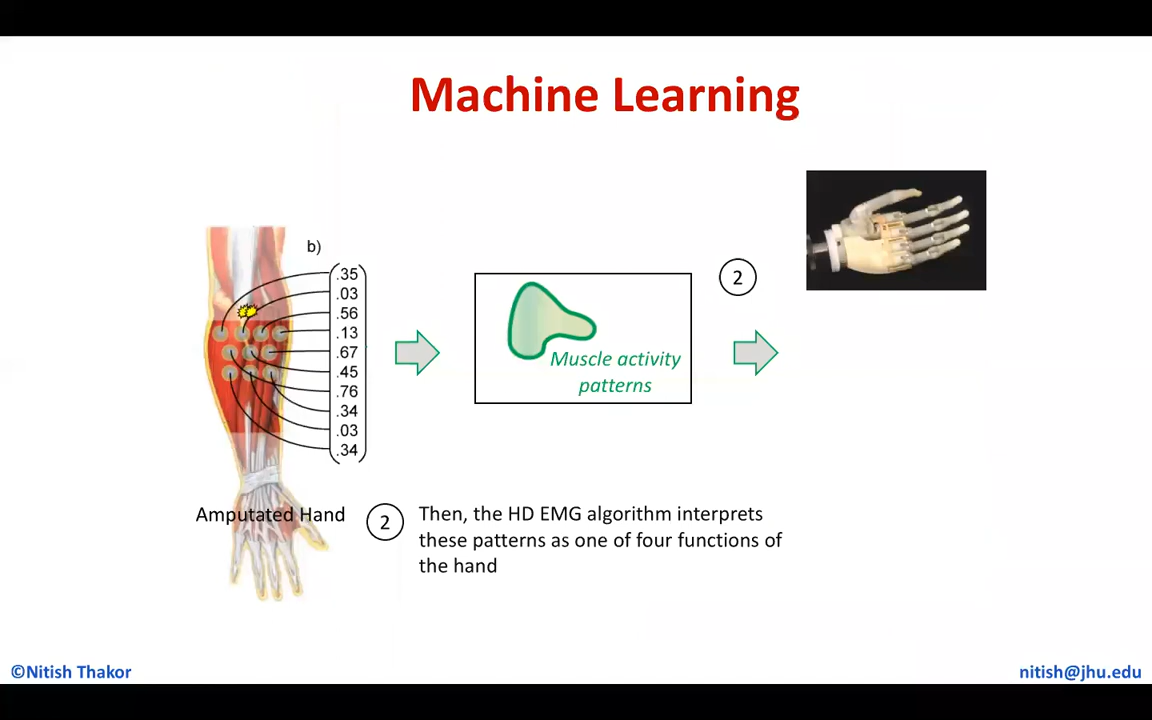 Machine Learning
b)
.35
.03
.56
.13
.67
.45
.76
.34
.03
.34
Muscle activity
patterns
2
Amputated Hand
2
Then, the HD EMG algorithm interprets
these patterns as one of four functions of
the hand
©Nitish Thakor
nitish@jhu.edu